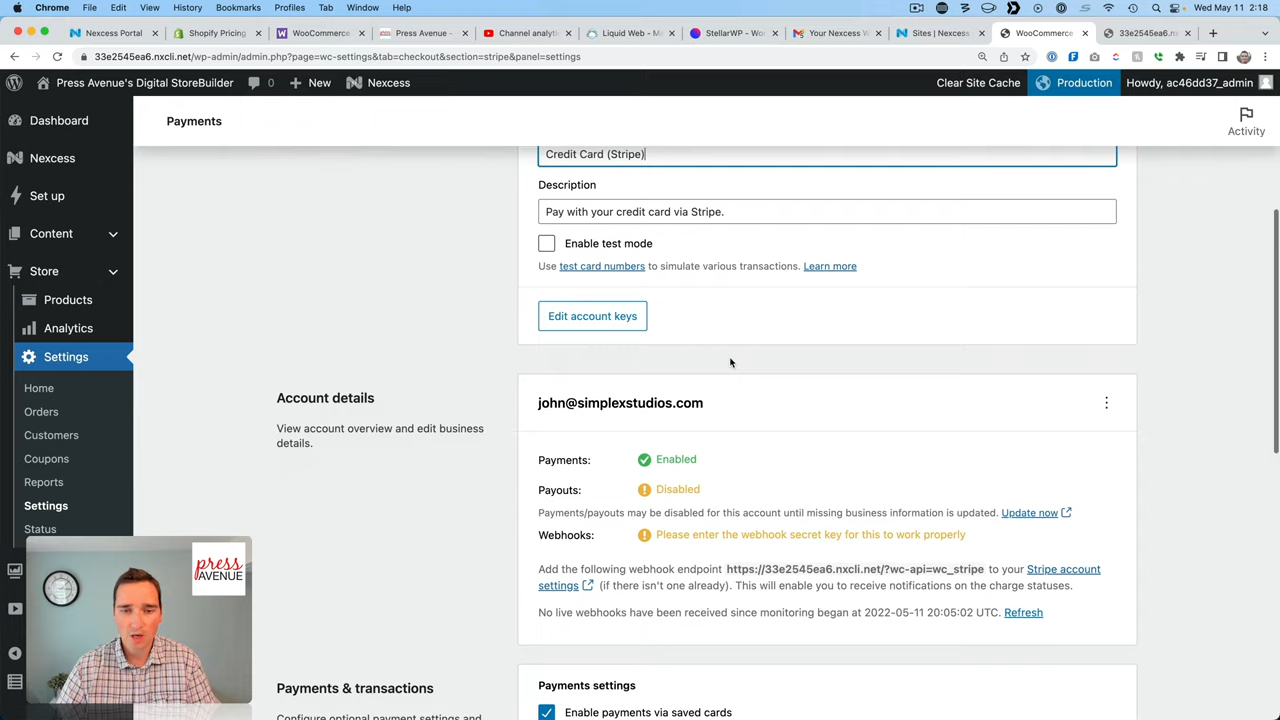 Chrome File Edit View History Bookmarks Profiles Tab Window Help Wed May 11 2:18
Nexcess Portal Shopify Pricing WooCommerce Press Avenue - Channel analytic Liquid Web - Ma StellarWP - Wo Your Nexcess W Sites | Nexcess WooCommerce 33e2545ea6.nx
33e2545ea6.nxcli.net/wp-admin/admin.php?page=wc-settings&tab=checkout&section=stripe&panel=settings
Press Avenue's Digital StoreBuilder 0 New Nexcess Clear Site Cache Production Howdy, ac46dd37_admin
Dashboard
Nexcess
Set up
Content
Store
Products
Analytics
Settings
Home
Orders
Customers
Coupons
Reports
Settings
Status
Payments
Activity
Credit Card (Stripe)
Description
Pay with your credit card via Stripe.
Enable test mode
Use test card numbers to simulate various transactions. Learn more
Edit account keys
Account details
View account overview and edit business
details.
john@simplexstudios.com
Payments: Enabled
Payouts: Disabled
Payments/payouts may be disabled for this account until missing business information is updated. Update now
Webhooks: Please enter the webhook secret key for this to work properly
Add the following webhook endpoint https://33e2545ea6.nxcli.net/?wc-api=wc_stripe to your Stripe account
settings (if there isn't one already). This will enable you to receive notifications on the charge statuses.
No live webhooks have been received since monitoring began at 2022-05-11 20:05:02 UTC. Refresh
Payments & transactions
Configure optional payment settings and
Payments settings
Enable payments via saved cards
press
AVENUE